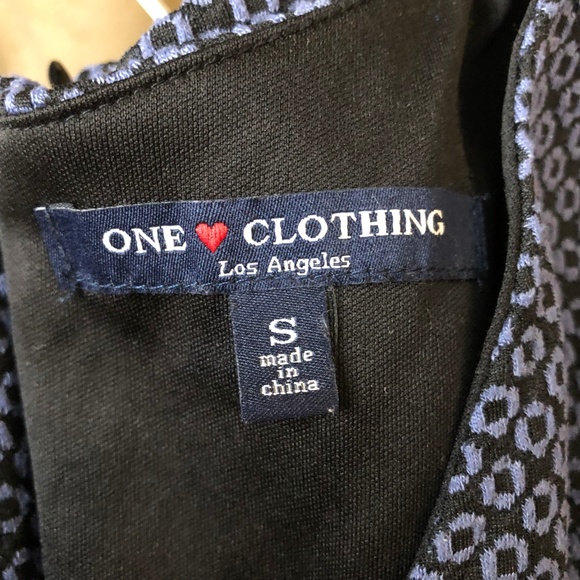 ONE ❤ CLOTHING
Los Angeles
S
made
in
china